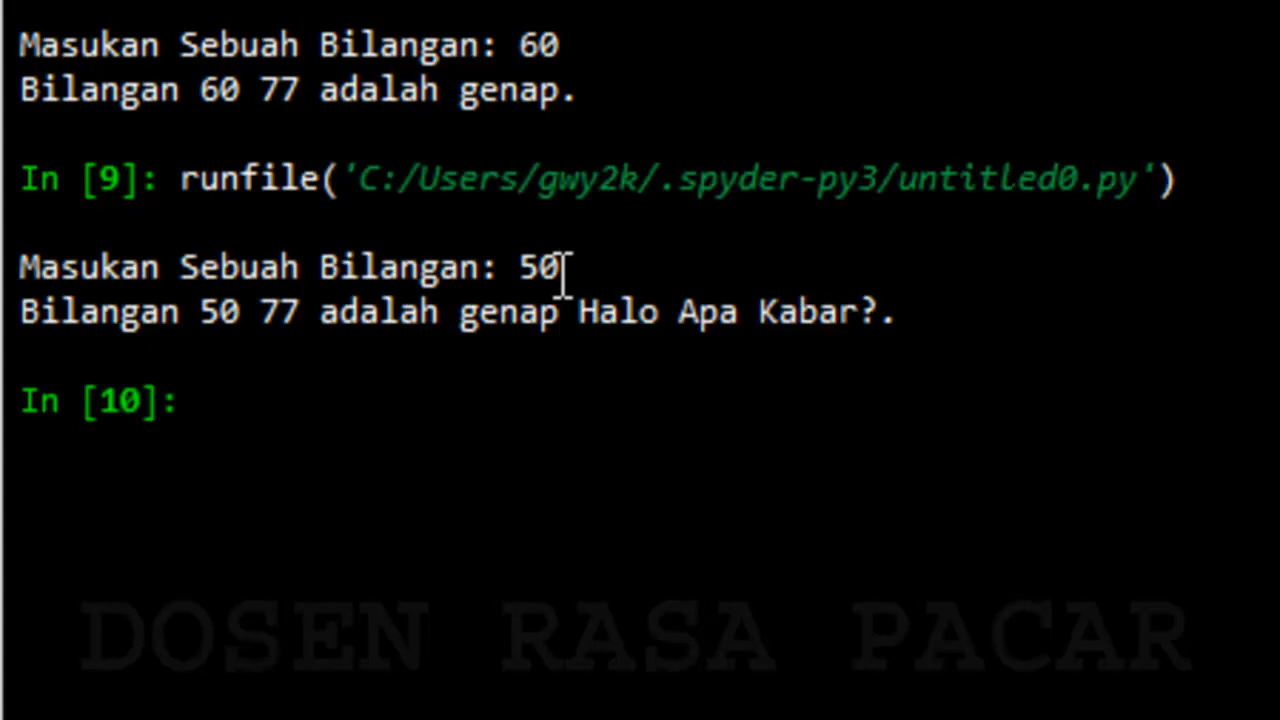 Masukan Sebuah Bilangan: 60
Bilangan 60 77 adalah genap.
In [9]: runfile('C:/Users/gwy2k/.spyder-py3/untitled0.py')
Masukan Sebuah Bilangan: 50
Bilangan 50 77 adalah genap Halo Apa Kabar?.
In [10]:
DOSEN RASA PACAR